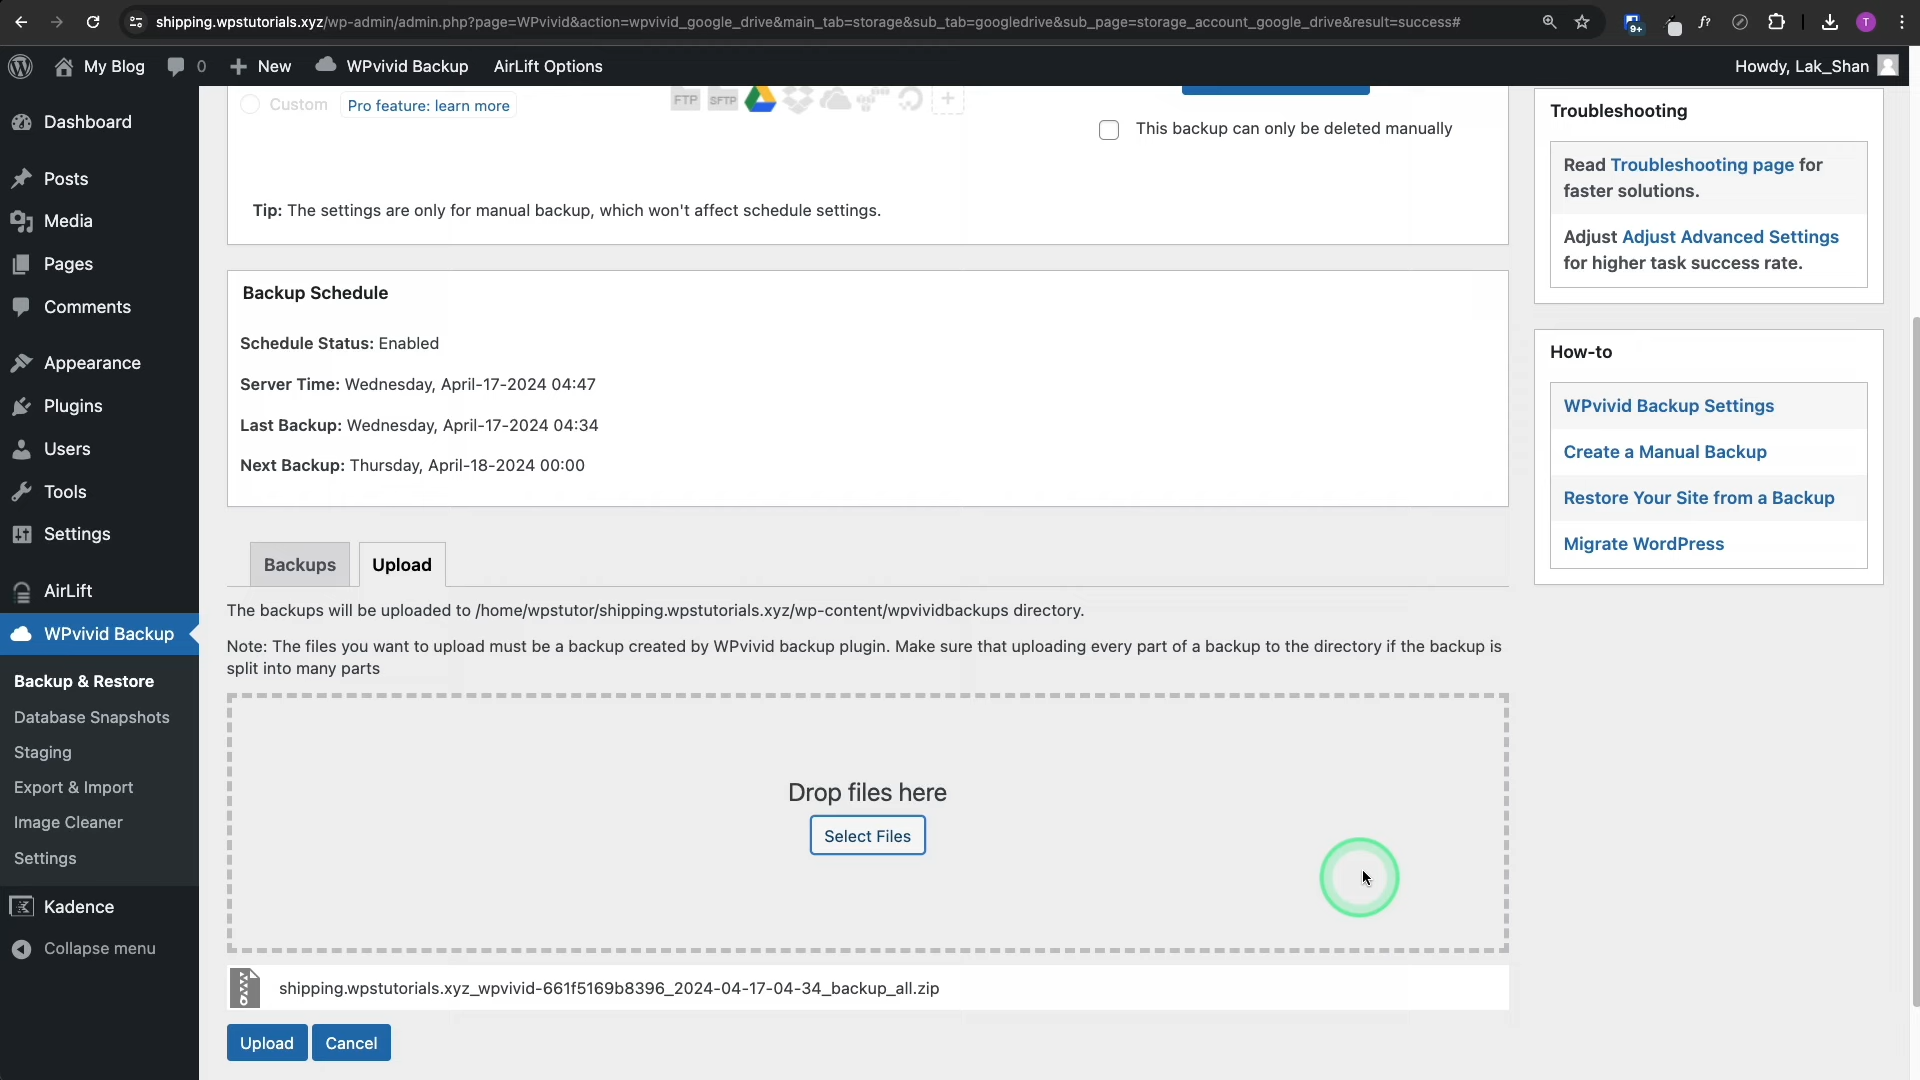 shipping.wpstutorials.xyz/wp-admin/admin.php?page=WPvivid&action=wpvivid_google_drive&main_tab=storage&sub_tab=googledrive&sub_page=storage_account_google_drive&result=success#
9+
f?
T
My Blog
0
New
WPvivid Backup
AirLift Options
Howdy, Lak_Shan
Dashboard
Posts
Media
Pages
Comments
Appearance
Plugins
Users
Tools
Settings
AirLift
WPvivid Backup
Backup & Restore
Database Snapshots
Staging
Export & Import
Image Cleaner
Settings
Kadence
Collapse menu
Custom
Pro feature: learn more
FTP
SFTP
This backup can only be deleted manually
Tip: The settings are only for manual backup, which won't affect schedule settings.
Backup Schedule
Schedule Status: Enabled
Server Time: Wednesday, April-17-2024 04:47
Last Backup: Wednesday, April-17-2024 04:34
Next Backup: Thursday, April-18-2024 00:00
Backups
Upload
The backups will be uploaded to /home/wpstutor/shipping.wpstutorials.xyz/wp-content/wpvividbackups directory.
Note: The files you want to upload must be a backup created by WPvivid backup plugin. Make sure that uploading every part of a backup to the directory if the backup is
split into many parts
Drop files here
Select Files
shipping.wpstutorials.xyz_wpvivid-661f5169b8396_2024-04-17-04-34_backup_all.zip
Upload
Cancel
Troubleshooting
Read Troubleshooting page for
faster solutions.
Adjust Adjust Advanced Settings
for higher task success rate.
How-to
WPvivid Backup Settings
Create a Manual Backup
Restore Your Site from a Backup
Migrate WordPress